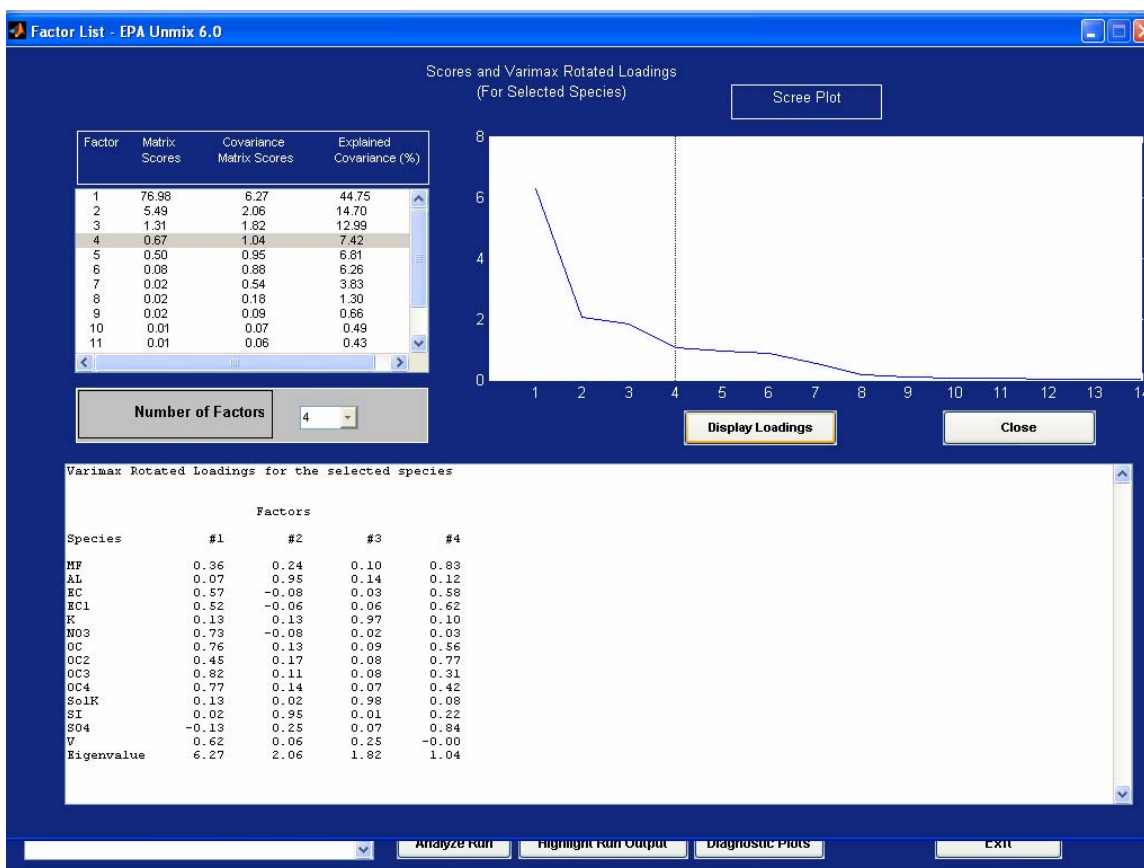 Factor List - EPA Unmix 6.0
Scores and Varimax Rotated Loadings
(For Selected Species)
Scree Plot
Factor Matrix Covariance Explained
Scores Matrix Scores Covariance (%)
1 76.98 6.27 44.75
2 5.49 2.06 14.70
3 1.31 1.82 12.99
4 0.67 1.04 7.42
5 0.50 0.95 6.81
6 0.08 0.88 6.26
7 0.02 0.54 3.83
8 0.02 0.18 1.30
9 0.02 0.09 0.66
10 0.01 0.07 0.49
11 0.01 0.06 0.43
8
6
4
2
0
1 2 3 4 5 6 7 8 9 10 11 12 13 14
Number of Factors 4
Display Loadings Close
Varimax Rotated Loadings for the selected species
Factors
Species #1 #2 #3 #4
MF 0.36 0.24 0.10 0.83
AL 0.07 0.95 0.14 0.12
EC 0.57 -0.08 0.03 0.58
EC1 0.52 -0.06 0.06 0.62
K 0.13 0.13 0.97 0.10
NO3 0.73 -0.08 0.02 0.03
OC 0.76 0.13 0.09 0.56
OC2 0.45 0.17 0.08 0.77
OC3 0.82 0.11 0.08 0.31
OC4 0.77 0.14 0.07 0.42
SolK 0.13 0.02 0.98 0.08
SI 0.02 0.95 0.01 0.22
SO4 -0.13 0.25 0.07 0.84
V 0.62 0.06 0.25 -0.00
Eigenvalue 6.27 2.06 1.82 1.04
Analyze Run Highlight Run Output Diagnostic Plots Exit